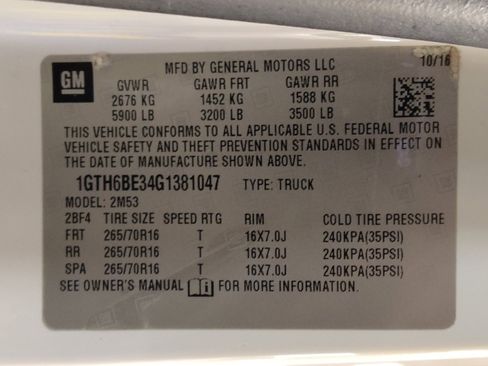 GM
MFD BY GENERAL MOTORS LLC 10/16
GVWR GAWR FRT GAWR RR
2676 KG 1452 KG 1588 KG
5900 LB 3200 LB 3500 LB
THIS VEHICLE CONFORMS TO ALL APPLICABLE U.S. FEDERAL MOTOR
VEHICLE SAFETY AND THEFT PREVENTION STANDARDS IN EFFECT ON
THE DATE OF MANUFACTURE SHOWN ABOVE.
1GTH6BE34G1381047 TYPE: TRUCK
MODEL: 2M53
2BF4 TIRE SIZE SPEED RTG RIM COLD TIRE PRESSURE
FRT 265/70R16 T 16X7.0J 240KPA(35PSI)
RR 265/70R16 T 16X7.0J 240KPA(35PSI)
SPA 265/70R16 T 16X7.0J 240KPA(35PSI)
SEE OWNER'S MANUAL FOR MORE INFORMATION.